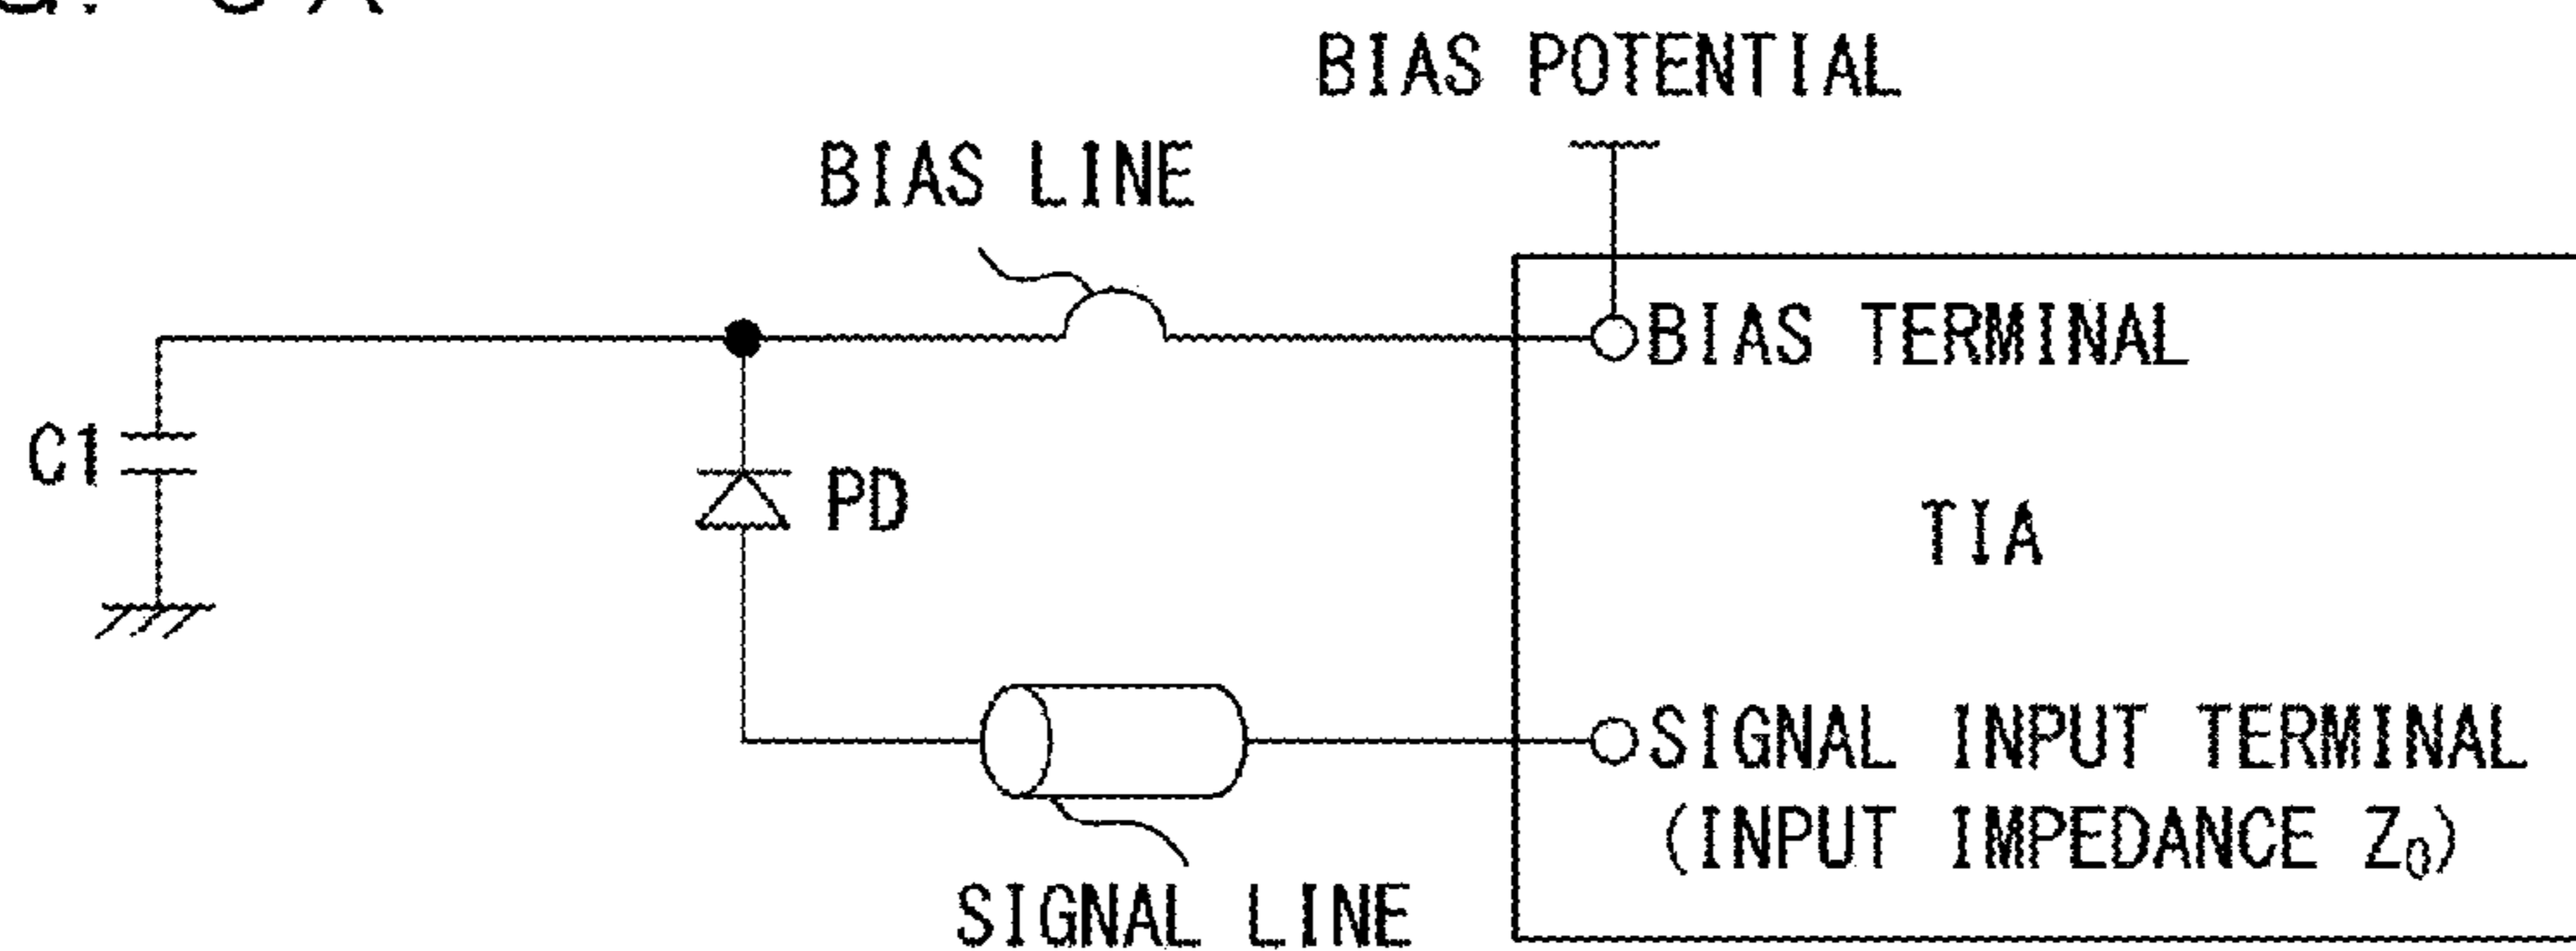 BIAS POTENTIAL
BIAS LINE
BIAS TERMINAL
C1
PD
TIA
SIGNAL INPUT TERMINAL
(INPUT IMPEDANCE Z₀)
SIGNAL LINE